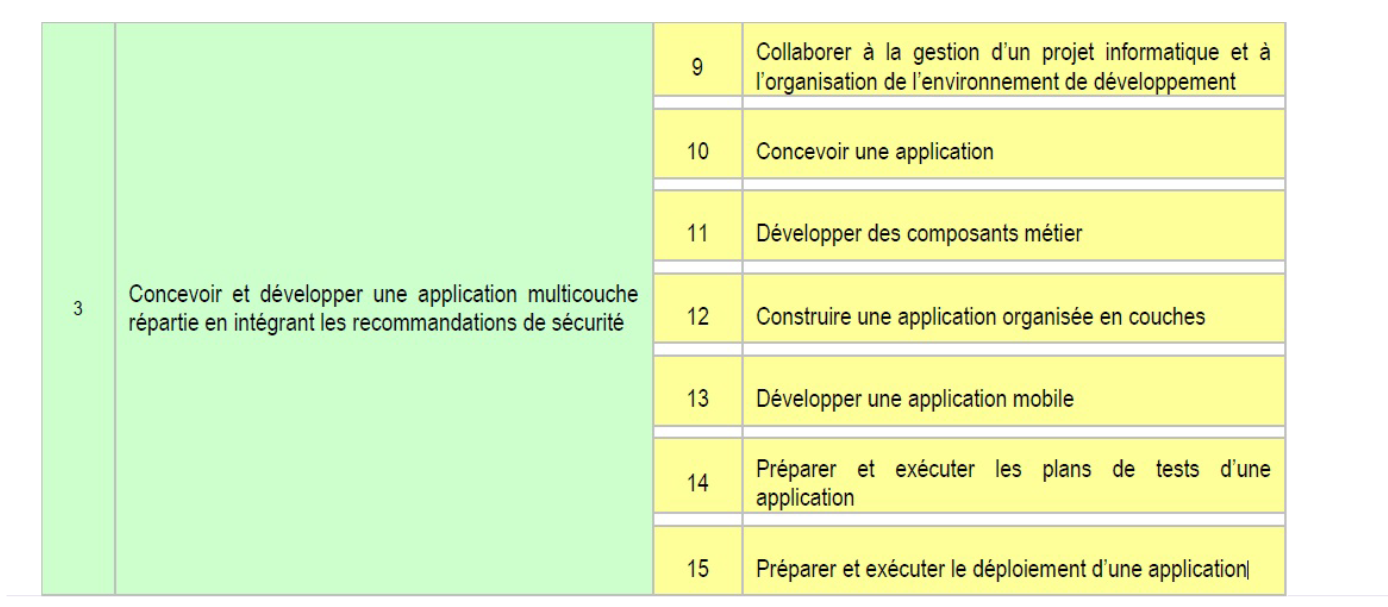 9
Collaborer à la gestion d’un projet informatique et à
l’organisation de l’environnement de développement
10
Concevoir une application
11
Développer des composants métier
3
Concevoir et développer une application multicouche
répartie en intégrant les recommandations de sécurité
12
Construire une application organisée en couches
13
Développer une application mobile
14
Préparer et exécuter les plans de tests d’une
application
15
Préparer et exécuter le déploiement d’une application